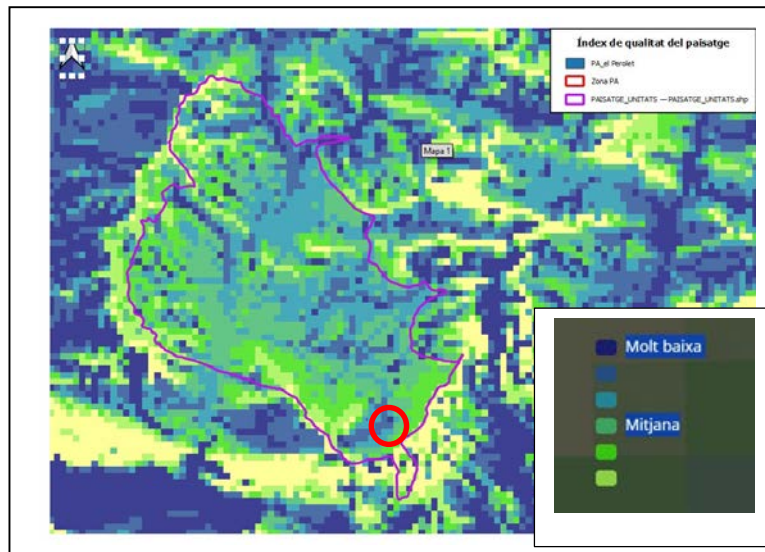 Índex de qualitat del paisatge
PA_el Perolet
Zona PA
PAISATGE_UNITATS — PAISATGE_UNITATS.shp
Mapa 1
Molt baixa
Mitjana